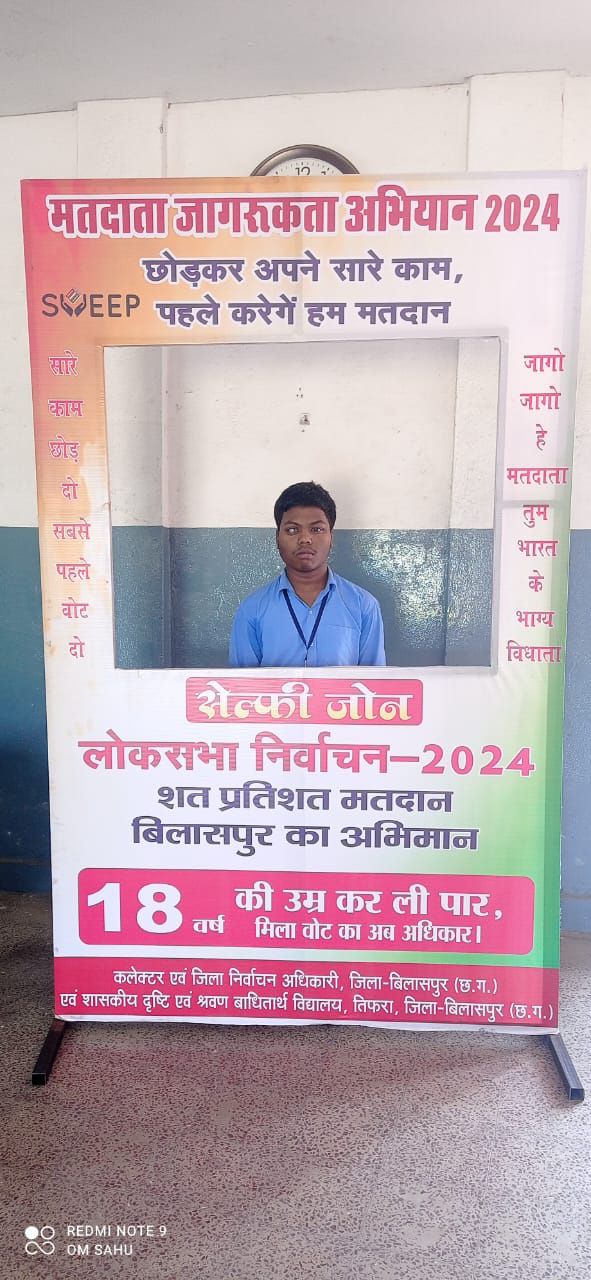 12
मतदाता जागरूकता अभियान 2024
छोड़कर अपने सारे काम,
SWEEP
पहले करेगें हम मतदान
सारे
काम
छोड़
दो
सबसे
पहले
वोट
दो
जागो
जागो
हे
मतदाता
तुम
भारत
के
भाग्य
विधाता
सेल्फी जोन
लोकसभा निर्वाचन–2024
शत प्रतिशत मतदान
बिलासपुर का अभिमान
18 वर्ष की उम्र कर ली पार,
मिला वोट का अब अधिकार।
कलेक्टर एवं जिला निर्वाचन अधिकारी, जिला-बिलासपुर (छ.ग.)
एवं शासकीय दृष्टि एवं श्रवण बाधितार्थ विद्यालय, तिफरा, जिला-बिलासपुर (छ.ग.)
REDMI NOTE 9
OM SAHU